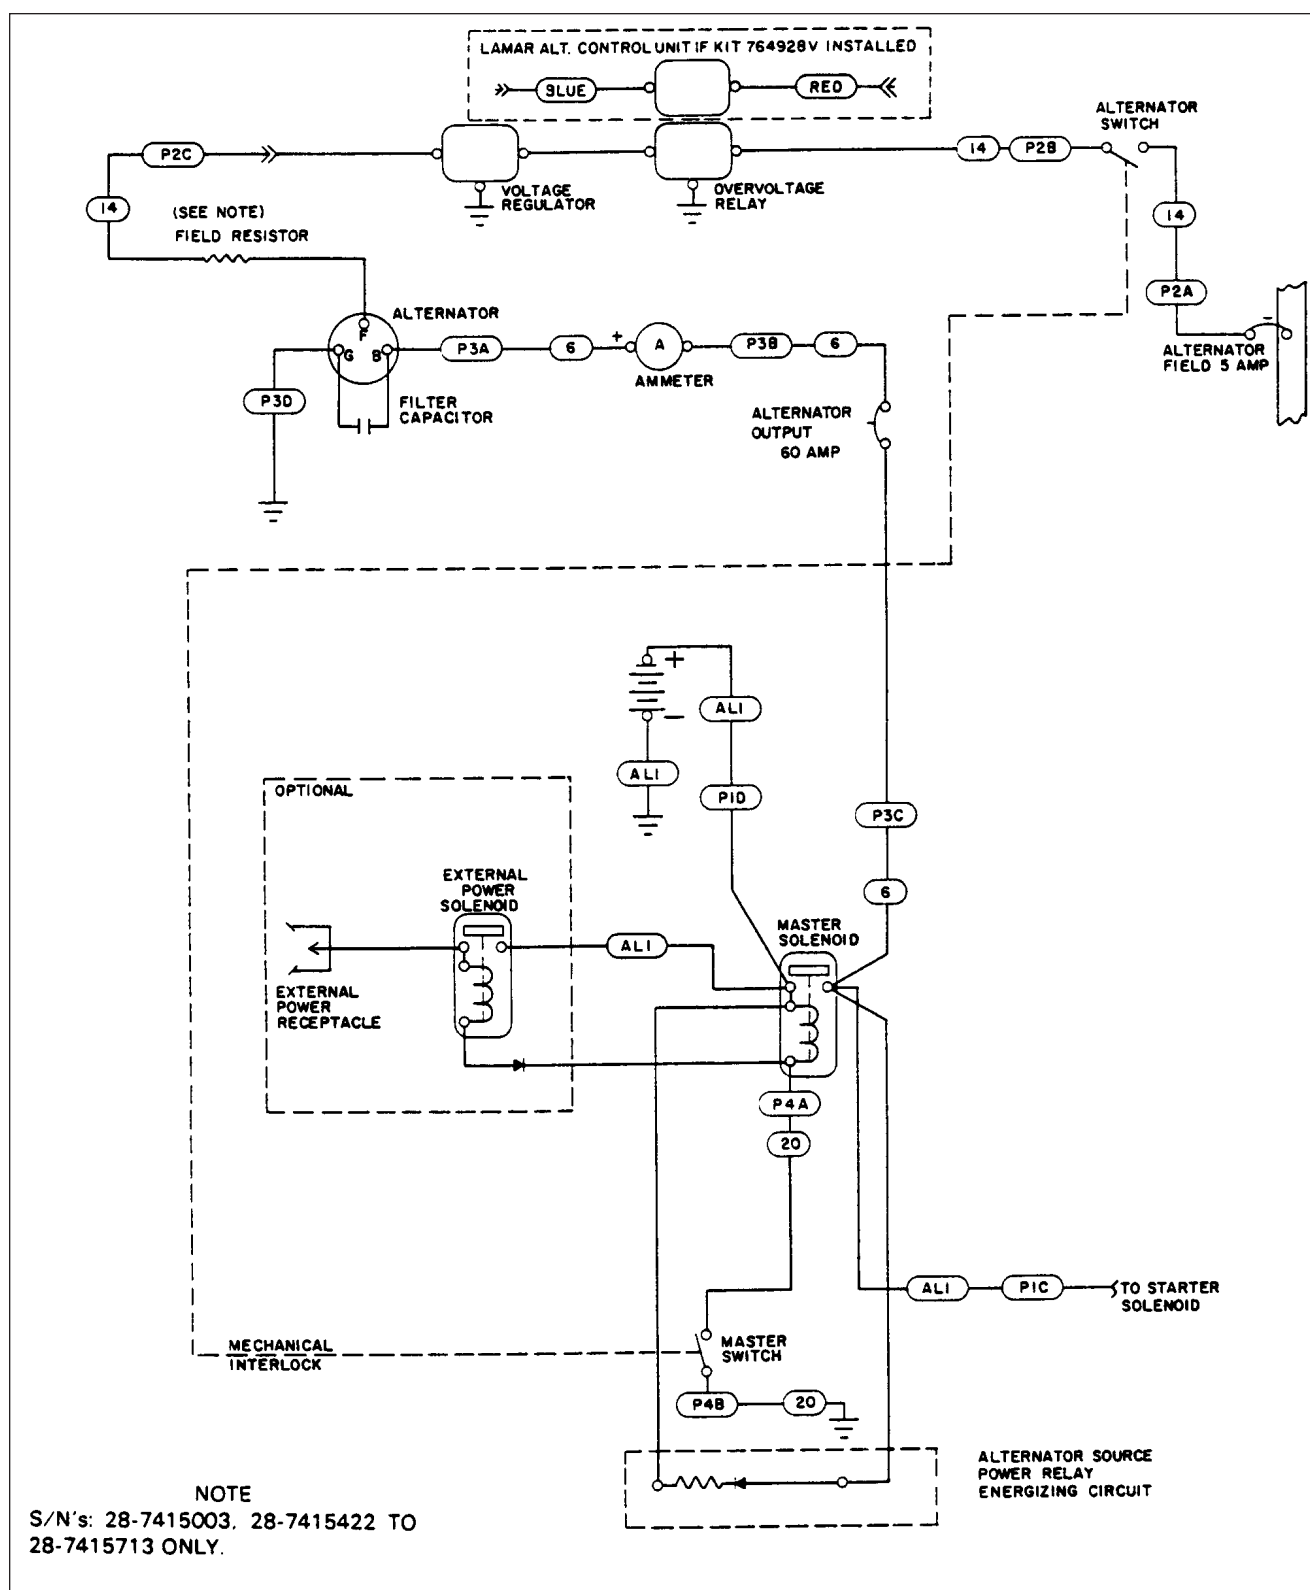 LAMAR ALT. CONTROL UNIT IF KIT 764928V INSTALLED
BLUE
RED
ALTERNATOR
SWITCH
P2C
14
P2B
VOLTAGE
REGULATOR
OVERVOLTAGE
RELAY
14
(SEE NOTE)
FIELD RESISTOR
14
P2A
ALTERNATOR
FIELD 5 AMP
ALTERNATOR
F
G
B
P3A
6
+
A
AMMETER
P3B
6
P3D
FILTER
CAPACITOR
ALTERNATOR
OUTPUT
60 AMP
+
−
AL1
AL1
P1D
P3C
6
OPTIONAL
EXTERNAL
POWER
SOLENOID
AL1
MASTER
SOLENOID
EXTERNAL
POWER
RECEPTACLE
P4A
20
AL1
P1C
TO STARTER
SOLENOID
MECHANICAL
INTERLOCK
MASTER
SWITCH
P4B
20
ALTERNATOR SOURCE
POWER RELAY
ENERGIZING CIRCUIT
NOTE
S/N's: 28-7415003, 28-7415422 TO
28-7415713 ONLY.